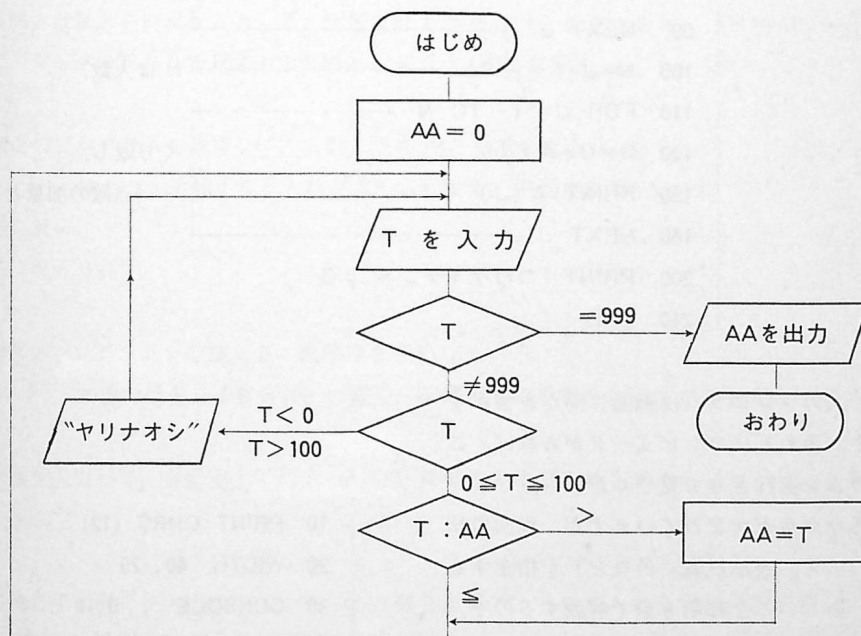 はじめ
AA＝0
T を 入 力
T
＝999
AAを出力
≠999
おわり
T
T＜0
T＞100
"ヤリナオシ"
0≦T≦100
T：AA
＞
AA＝T
≦